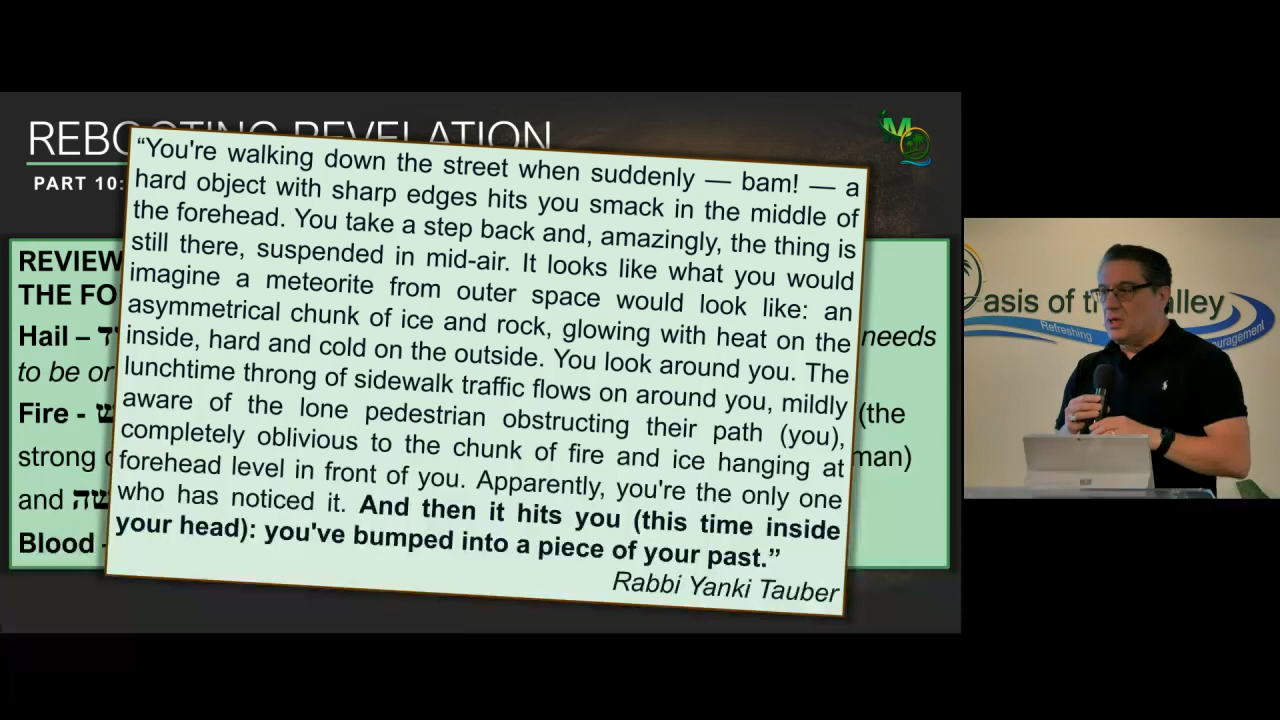 REBOOTING REVELATION
PART 10:
“You're walking down the street when suddenly — bam! — a
hard object with sharp edges hits you smack in the middle of
the forehead. You take a step back and, amazingly, the thing is
still there, suspended in mid-air. It looks like what you would
imagine a meteorite from outer space would look like: an
asymmetrical chunk of ice and rock, glowing with heat on the
inside, hard and cold on the outside. You look around you. The
lunchtime throng of sidewalk traffic flows on around you, mildly
aware of the lone pedestrian obstructing their path (you),
completely oblivious to the chunk of fire and ice hanging at
forehead level in front of you. Apparently, you're the only one
who has noticed it. And then it hits you (this time inside
your head): you've bumped into a piece of your past.”
Rabbi Yanki Tauber
REVIEW
THE FO
Hail – needs
to be or
Fire - (the
strong man)
and שה
Blood -
MO
asis of th alley
Refreshing
uragement